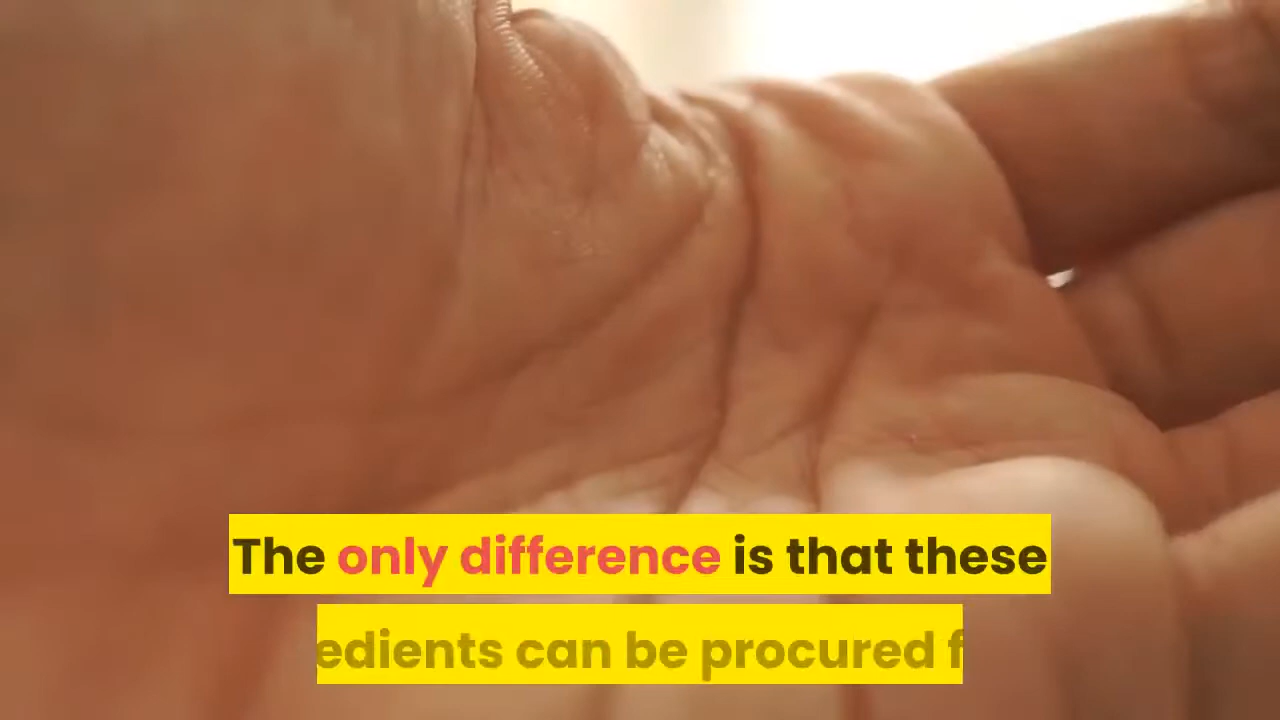 The only difference is that these
edients can be procured f